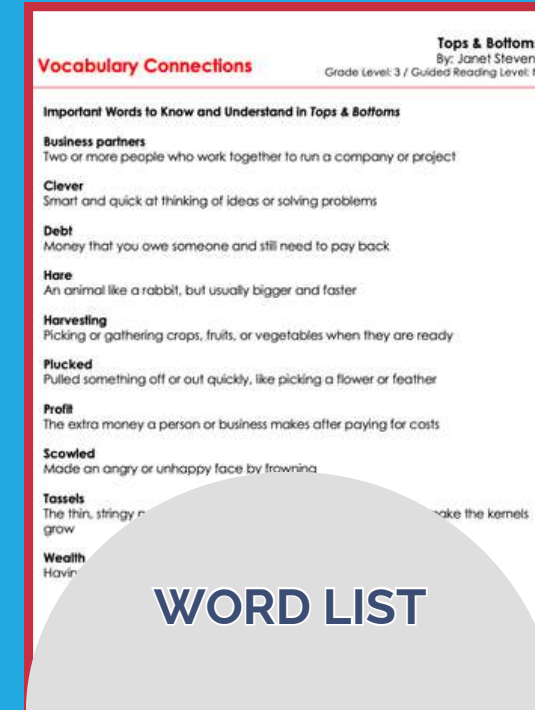 Tops & Bottoms
Vocabulary Connections
By: Janet Steven
Grade Level: 3 / Guided Reading Level:
Important Words to Know and Understand in Tops & Bottoms
Business partners
Two or more people who work together to run a company or project
Clever
Smart and quick at thinking of ideas or solving problems
Debt
Money that you owe someone and still need to pay back
Hare
An animal like a rabbit, but usually bigger and faster
Harvesting
Picking or gathering crops, fruits, or vegetables when they are ready
Plucked
Pulled something off or out quickly, like picking a flower or feather
Profit
The extra money a person or business makes after paying for costs
Scowled
Made an angry or unhappy face by frowning
Tassels
The thin, stringy make the kernels
grow
Wealth
Having
WORD LIST